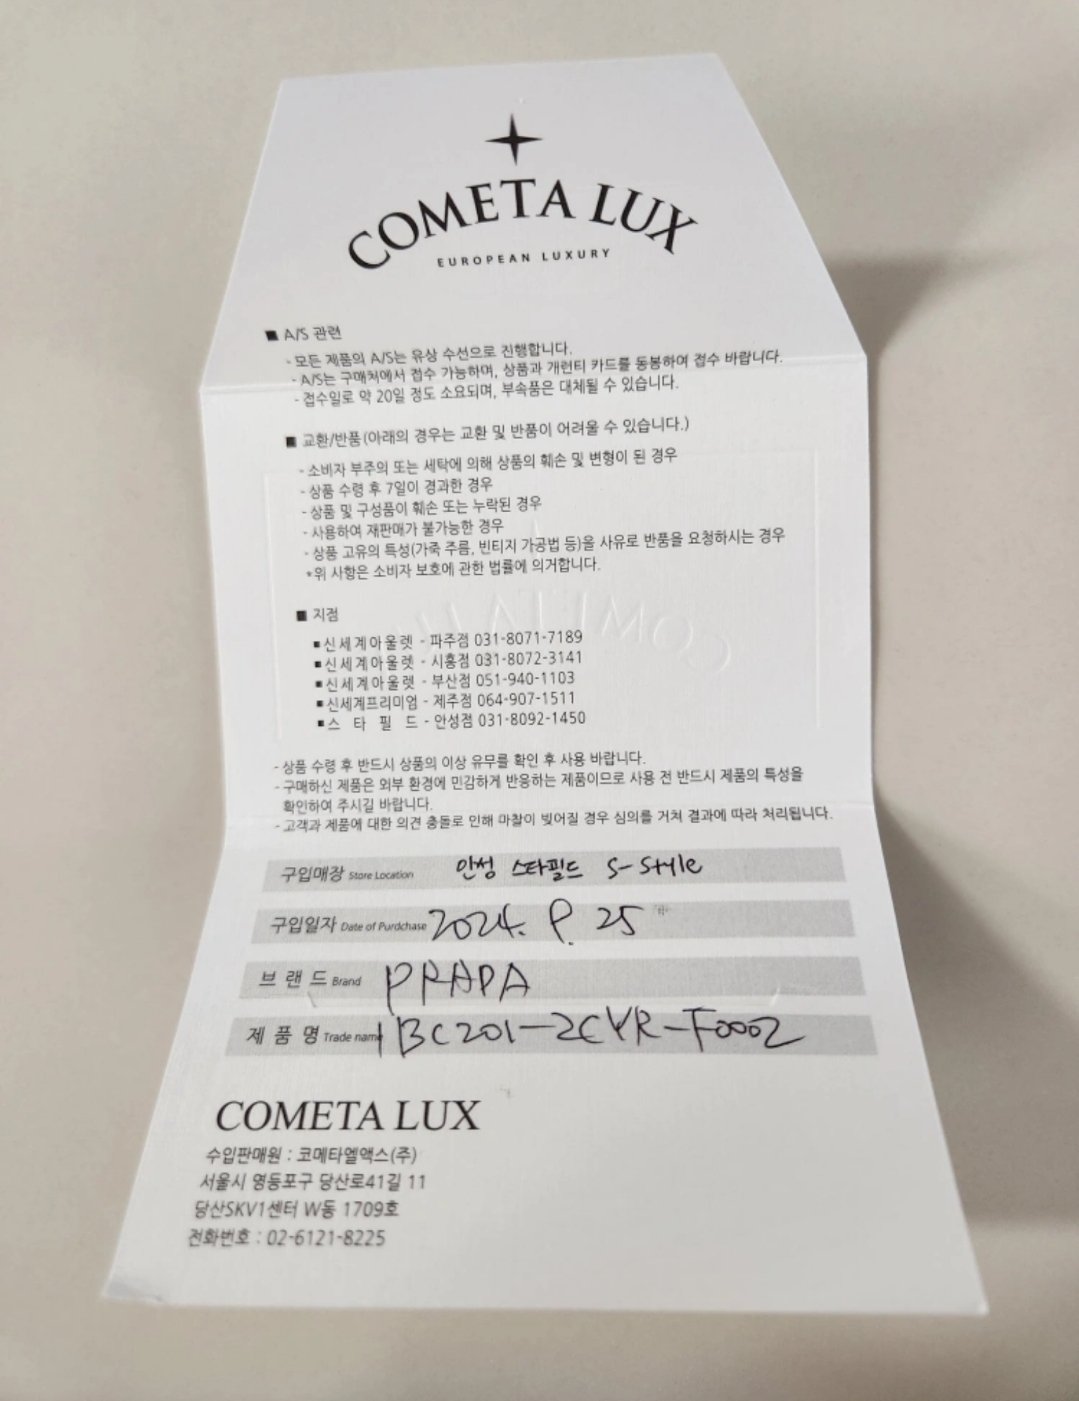 COMETA LUX
EUROPEAN LUXURY
■ A/S 관련
- 모든 제품의 A/S는 유상 수선으로 진행합니다.
- A/S는 구매처에서 접수 가능하며, 상품과 개런티 카드를 동봉하여 접수 바랍니다.
- 접수일로 약 20일 정도 소요되며, 부속품은 대체될 수 있습니다.
■ 교환/반품(아래의 경우는 교환 및 반품이 어려울 수 있습니다.)
- 소비자 부주의 또는 세탁에 의해 상품의 훼손 및 변형이 된 경우
- 상품 수령 후 7일이 경과한 경우
- 상품 및 구성품이 훼손 또는 누락된 경우
- 사용하여 재판매가 불가능한 경우
- 상품 고유의 특성(가죽 주름, 빈티지 가공법 등)을 사유로 반품을 요청하시는 경우
*위 사항은 소비자 보호에 관한 법률에 의거합니다.
COMETA LUX
■ 지점
■ 신세계아울렛 - 파주점 031-8071-7189
■ 신세계아울렛 - 시흥점 031-8072-3141
■ 신세계아울렛 - 부산점 051-940-1103
■ 신세계프리미엄 - 제주점 064-907-1511
■ 스 타 필 드 - 안성점 031-8092-1450
- 상품 수령 후 반드시 상품의 이상 유무를 확인 후 사용 바랍니다.
- 구매하신 제품은 외부 환경에 민감하게 반응하는 제품이므로 사용 전 반드시 제품의 특성을
확인하여 주시길 바랍니다.
- 고객과 제품에 대한 의견 충돌로 인해 마찰이 빚어질 경우 심의를 거쳐 결과에 따라 처리됩니다.
구입매장 Store Location 안성 스타필드 S-Style
구입일자 Date of Purdchase 2024. 9. 25
브 랜 드 Brand PRADA
제 품 명 Trade name 1BC201-2CYR-F0002
COMETA LUX
수입판매원 : 코메타엘액스(주)
서울시 영등포구 당산로41길 11
당산SKV1센터 W동 1709호
전화번호 : 02-6121-8225